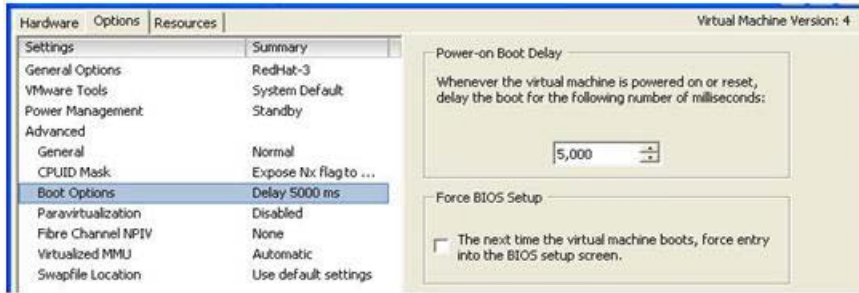 Hardware Options Resources Virtual Machine Version: 4
Settings Summary
General Options RedHat-3
VMware Tools System Default
Power Management Standby
Advanced
General Normal
CPUID Mask Expose Nx flag to ...
Boot Options Delay 5000 ms
Paravirtualization Disabled
Fibre Channel NPIV None
Virtualized MMU Automatic
Swapfile Location Use default settings
Power-on Boot Delay
Whenever the virtual machine is powered on or reset,
delay the boot for the following number of milliseconds:
5,000
Force BIOS Setup
The next time the virtual machine boots, force entry
into the BIOS setup screen.